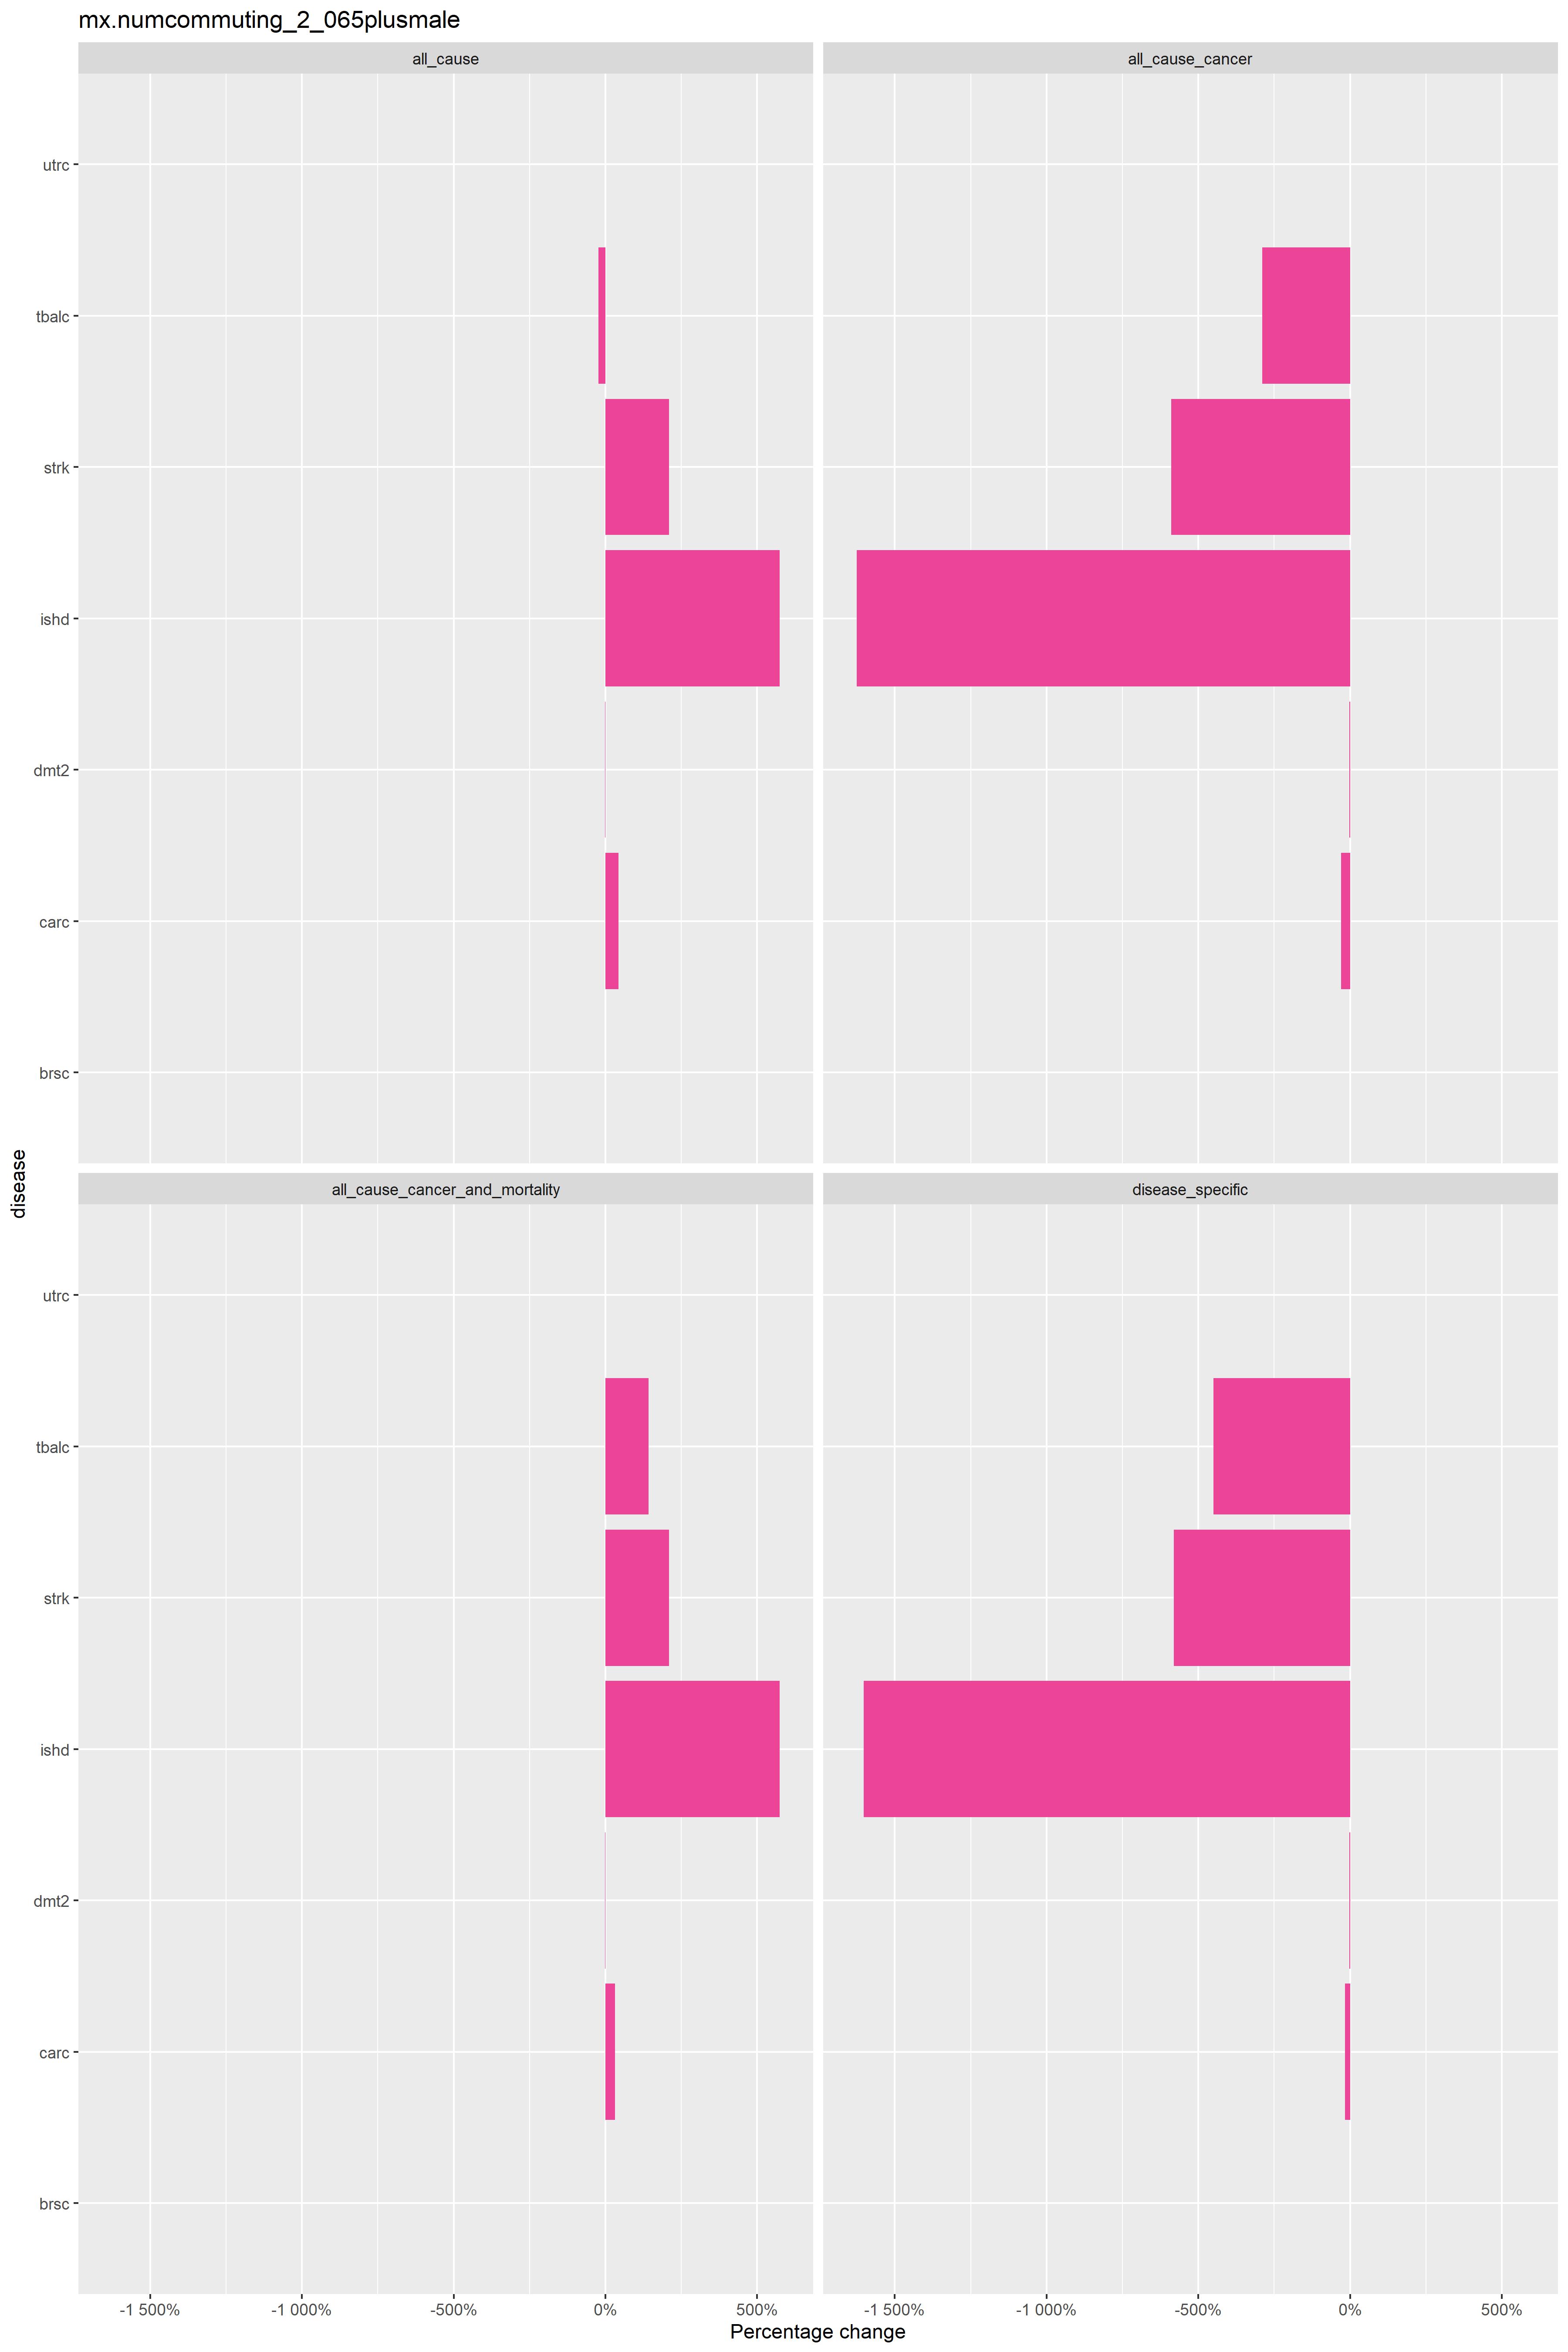 mx.numcommuting_2_065plusmale
all_cause
all_cause_cancer
utrc
tbalc
strk
ishd
dmt2
carc
brsc
disease
all_cause_cancer_and_mortality
disease_specific
utrc
tbalc
strk
ishd
dmt2
carc
brsc
-1 500%
-1 000%
-500%
0%
500%
-1 500%
-1 000%
-500%
0%
500%
Percentage change